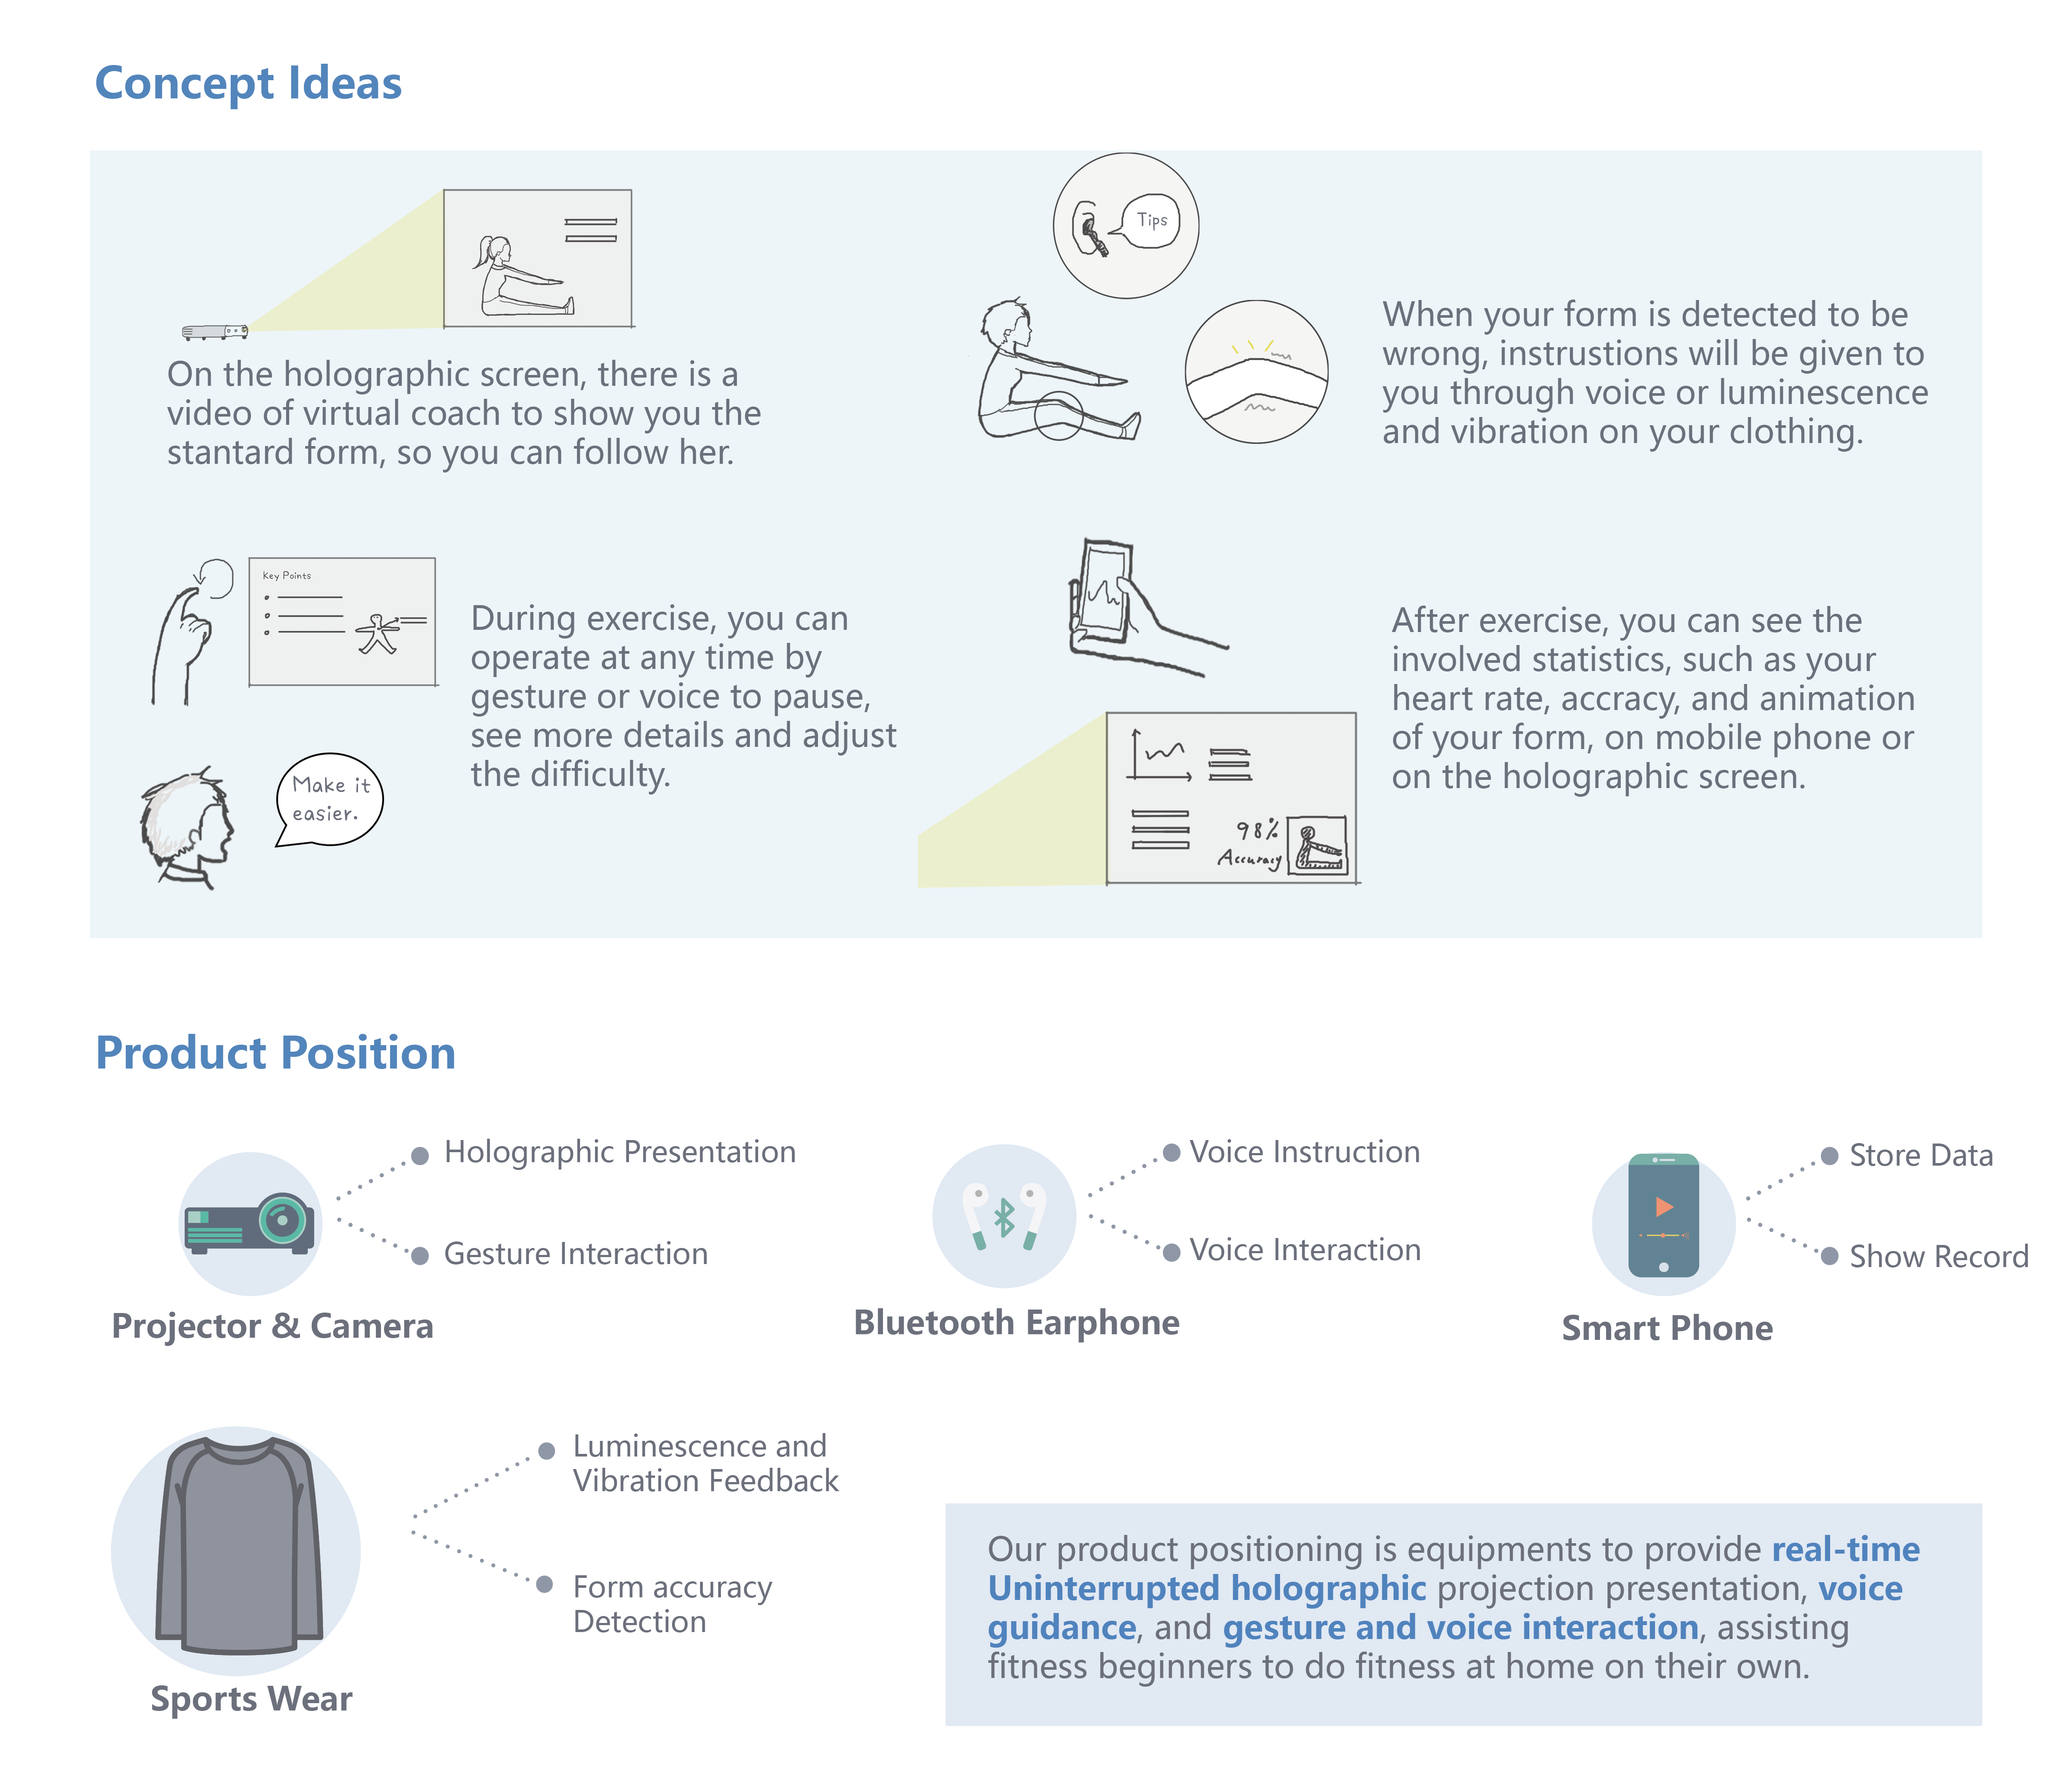 Concept Ideas
On the holographic screen, there is a
video of virtual coach to show you the
stantard form, so you can follow her.
Tips
When your form is detected to be
wrong, instrustions will be given to
you through voice or luminescence
and vibration on your clothing.
Key Points
During exercise, you can
operate at any time by
gesture or voice to pause,
see more details and adjust
the difficulty.
Make it
easier.
After exercise, you can see the
involved statistics, such as your
heart rate, accracy, and animation
of your form, on mobile phone or
on the holographic screen.
98%
Accuracy
Product Position
Holographic Presentation
Gesture Interaction
Projector & Camera
Voice Instruction
Voice Interaction
Bluetooth Earphone
Store Data
Show Record
Smart Phone
Luminescence and
Vibration Feedback
Form accuracy
Detection
Sports Wear
Our product positioning is equipments to provide real-time
Uninterrupted holographic projection presentation, voice
guidance, and gesture and voice interaction, assisting
fitness beginners to do fitness at home on their own.